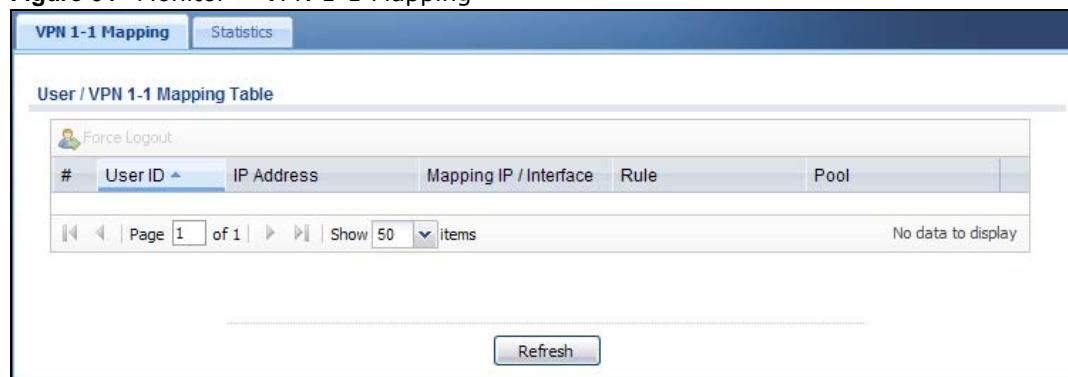 VPN 1-1 Mapping Statistics
User / VPN 1-1 Mapping Table
Force Logout
# User ID IP Address Mapping IP / Interface Rule Pool
Page 1 of 1 Show 50 items No data to display
Refresh